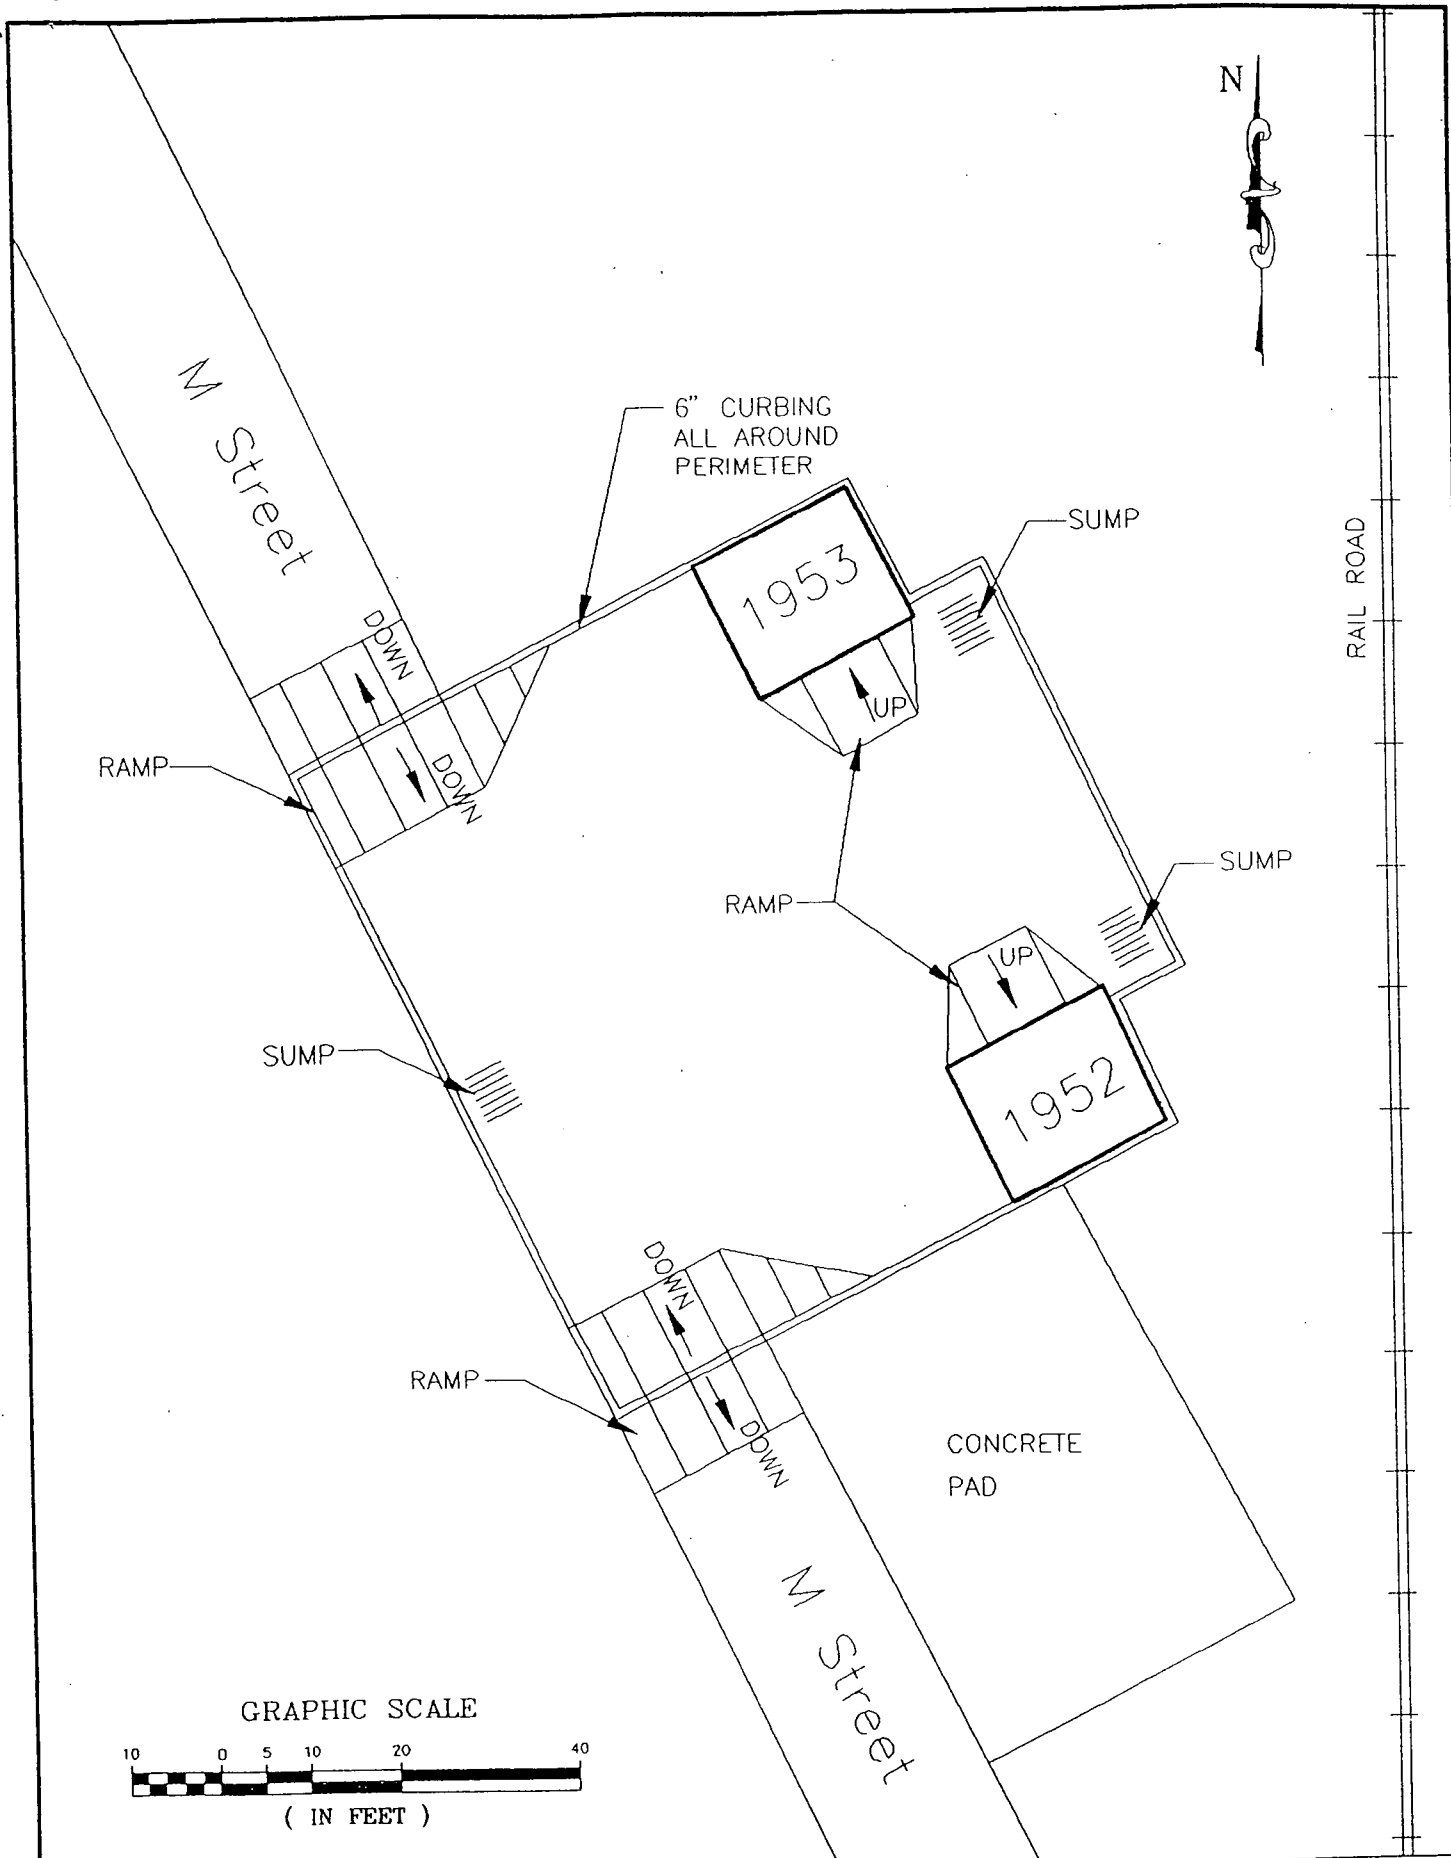 N
M Street
6" CURBING
ALL AROUND
PERIMETER
SUMP
1953
RAIL ROAD
DOWN
UP
RAMP
DOWN
SUMP
RAMP
UP
SUMP
1952
DOWN
RAMP
DOWN
CONCRETE
PAD
M Street
GRAPHIC SCALE
10 0 5 10 20 40
( IN FEET )